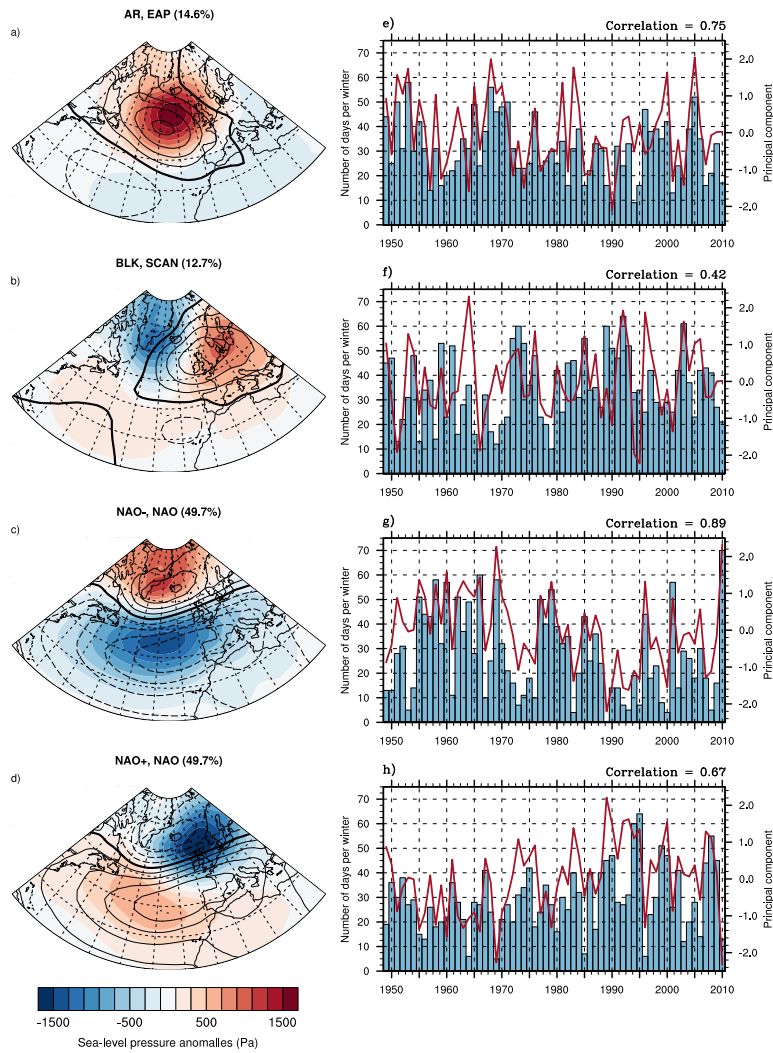 AR, EAP (14.6%)
a)
BLK, SCAN (12.7%)
b)
NAO−, NAO (49.7%)
c)
NAO+, NAO (49.7%)
d)
-1500 -500 500 1500
Sea-level pressure anomalies (Pa)
e)
Correlation = 0.75
Number of days per winter
70
60
50
40
30
20
10
0
2.0
1.0
0.0
-1.0
-2.0
Principal component
1950 1960 1970 1980 1990 2000 2010
f)
Correlation = 0.42
Number of days per winter
70
60
50
40
30
20
10
0
2.0
1.0
0.0
-1.0
-2.0
Principal component
1950 1960 1970 1980 1990 2000 2010
g)
Correlation = 0.89
Number of days per winter
70
60
50
40
30
20
10
0
2.0
1.0
0.0
-1.0
-2.0
Principal component
1950 1960 1970 1980 1990 2000 2010
h)
Correlation = 0.67
Number of days per winter
70
60
50
40
30
20
10
0
2.0
1.0
0.0
-1.0
-2.0
Principal component
1950 1960 1970 1980 1990 2000 2010